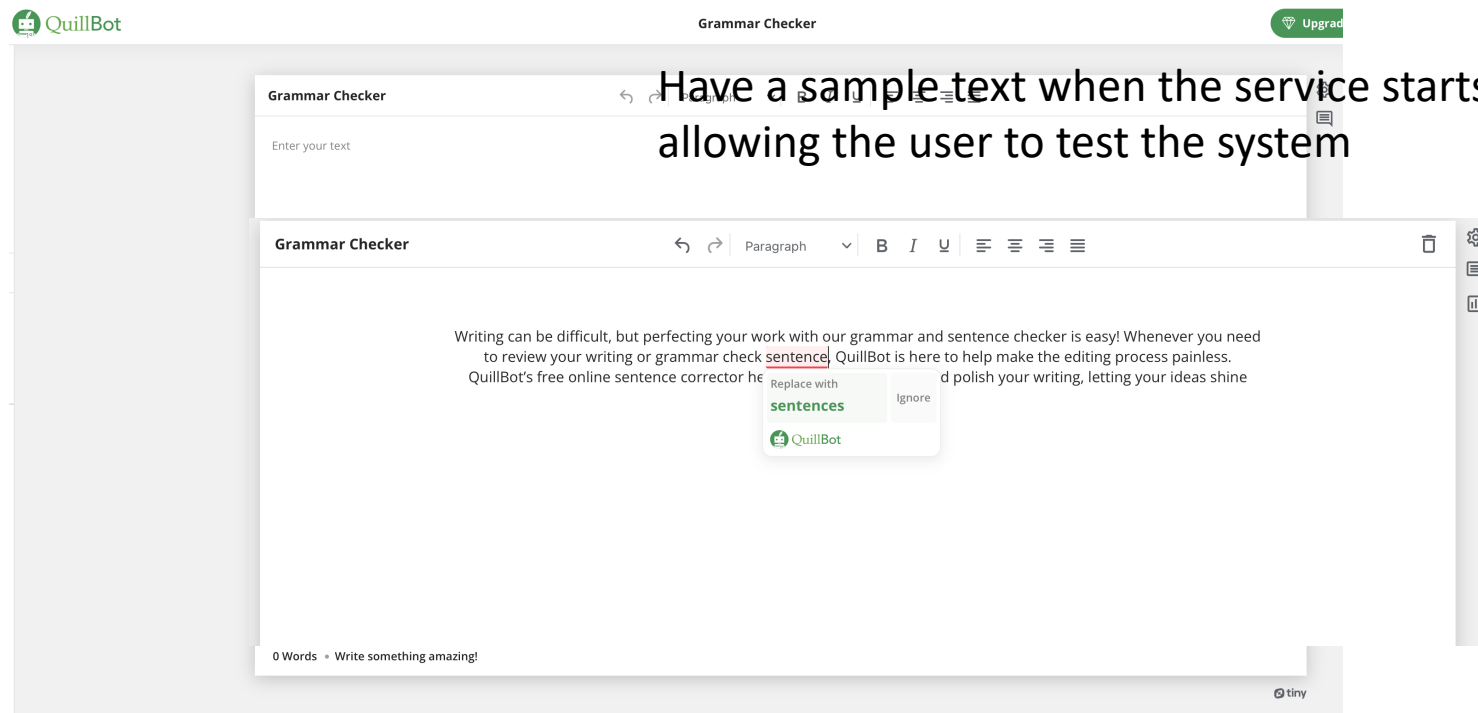 QuillBot
Grammar Checker
Upgrad
Have a sample text when the service starts
allowing the user to test the system
Grammar Checker
Paragraph
B I U
Enter your text
Grammar Checker
Paragraph
B I U
Writing can be difficult, but perfecting your work with our grammar and sentence checker is easy! Whenever you need
to review your writing or grammar check sentence, QuillBot is here to help make the editing process painless.
QuillBot's free online sentence corrector he d polish your writing, letting your ideas shine
Replace with
sentences
Ignore
QuillBot
0 Words • Write something amazing!
tiny